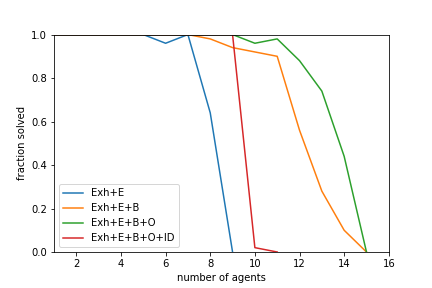 1.0
0.8
0.6
0.4
0.2
0.0
fraction solved
Exh+E
Exh+E+B
Exh+E+B+O
Exh+E+B+O+ID
2 4 6 8 10 12 14 16
number of agents